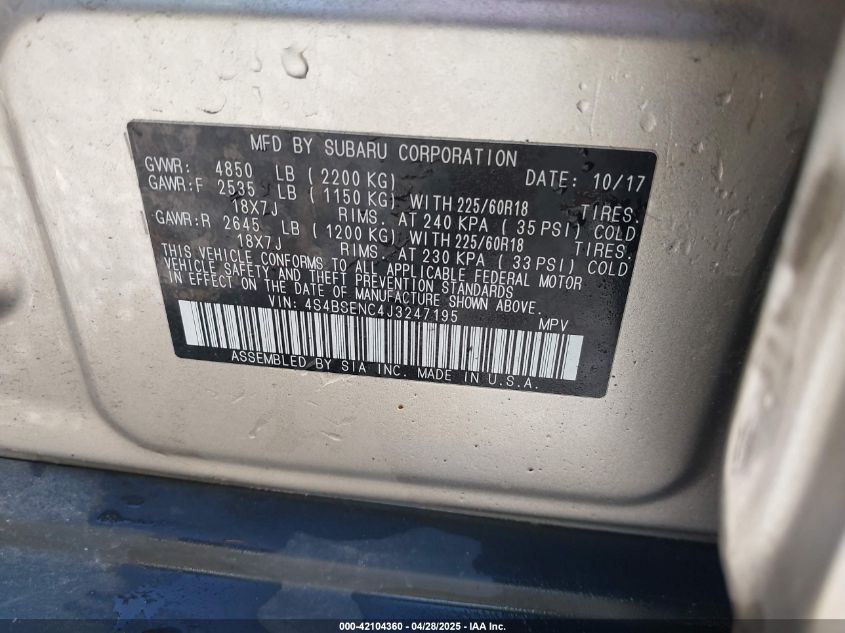 MFD BY SUBARU CORPORATION
GVWR: 4850 LB ( 2200 KG) DATE: 10/17
GAWR:F 2535 LB ( 1150 KG) WITH 225/60R18 TIRES.
18X7J RIMS. AT 240 KPA ( 35 PSI) COLD
GAWR:R 2645 LB ( 1200 KG) WITH 225/60R18 TIRES.
18X7J RIMS. AT 230 KPA ( 33 PSI) COLD
THIS VEHICLE CONFORMS TO ALL APPLICABLE FEDERAL MOTOR
VEHICLE SAFETY AND THEFT PREVENTION STANDARDS
IN EFFECT ON THE DATE OF MANUFACTURE SHOWN ABOVE.
VIN: 4S4BSENC4J3247195 MPV
ASSEMBLED BY SIA INC. MADE IN U.S.A.
000-42104360 - 04/28/2025 - IAA Inc.